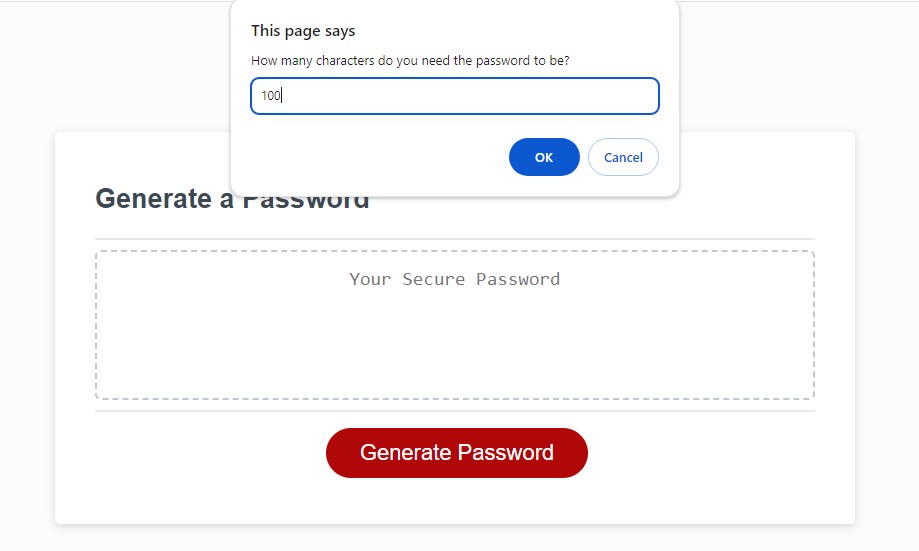 This page says
How many characters do you need the password to be?
100
OK
Cancel
Generate a Password
Your Secure Password
Generate Password